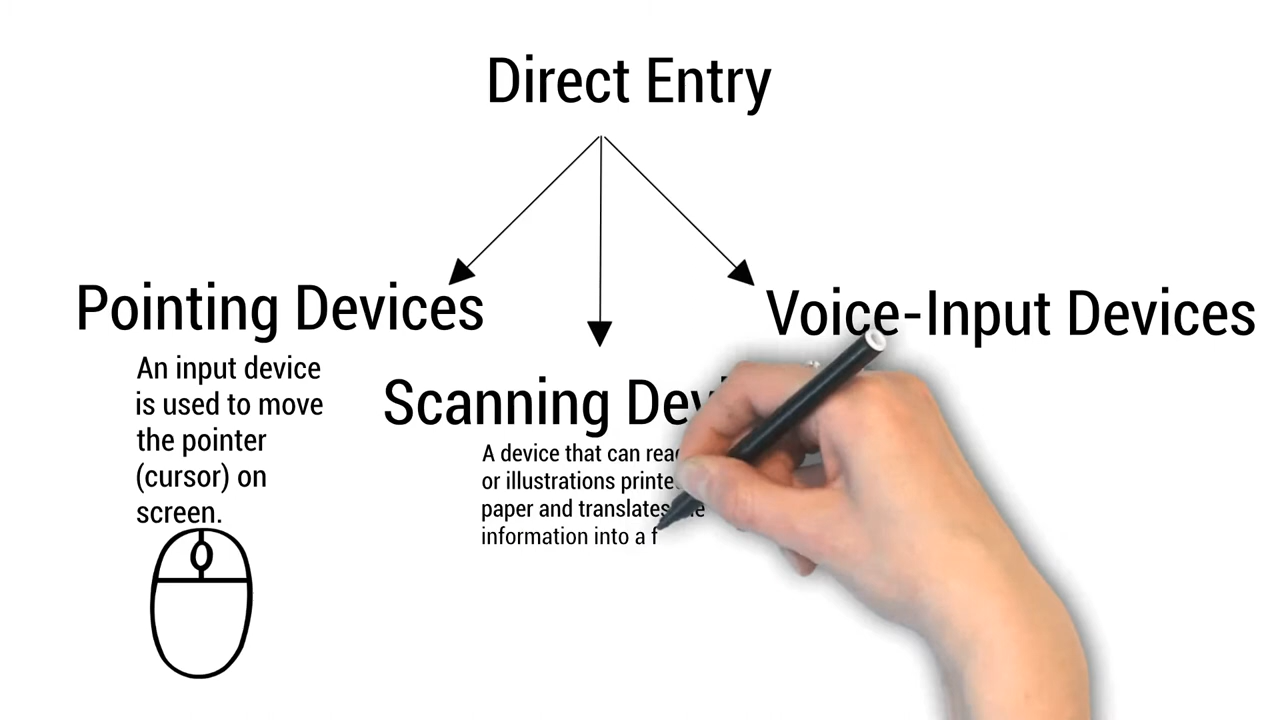 Direct Entry
Pointing Devices
An input device
is used to move
the pointer
(cursor) on
screen.
Scanning
A device that can
or illustrations
paper and translates
information into a f
Voice-Input Devices